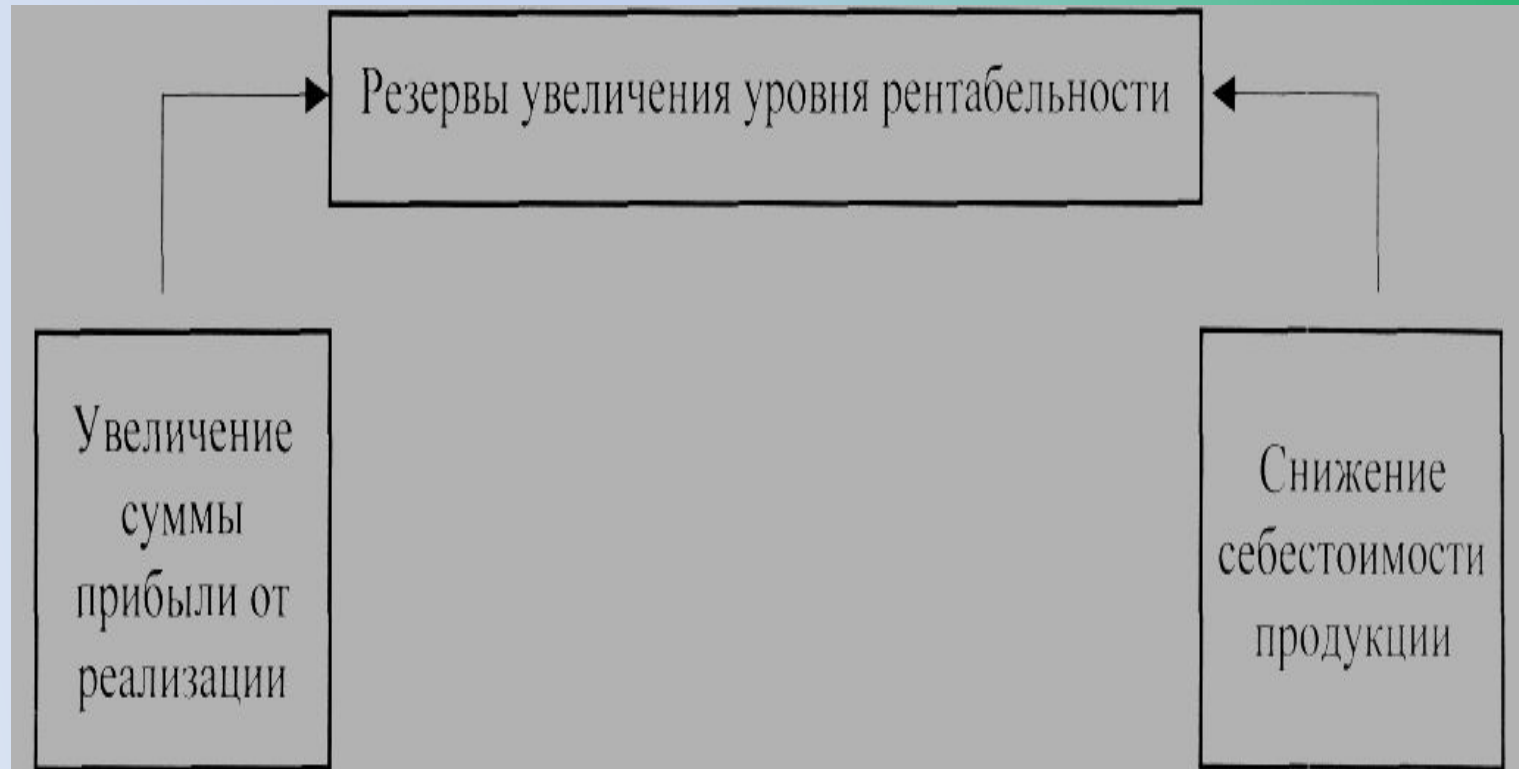 Резервы увеличения уровня рентабельности
Увеличение
суммы
прибыли от
реализации
Снижение
себестоимости
продукции